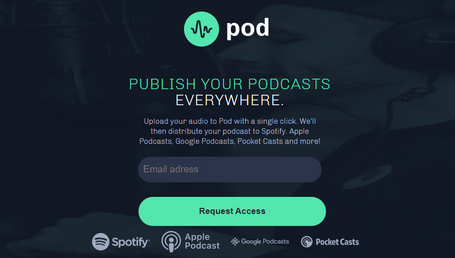 pod
PUBLISH YOUR PODCASTS
EVERYWHERE.
Upload your audio to Pod with a single click. We'll
then distribute your podcast to Spotify. Apple
Podcasts, Google Podcasts, Pocket Casts and more!
Email adress
Request Access
Spotify Apple Podcast Google Podcasts Pocket Casts